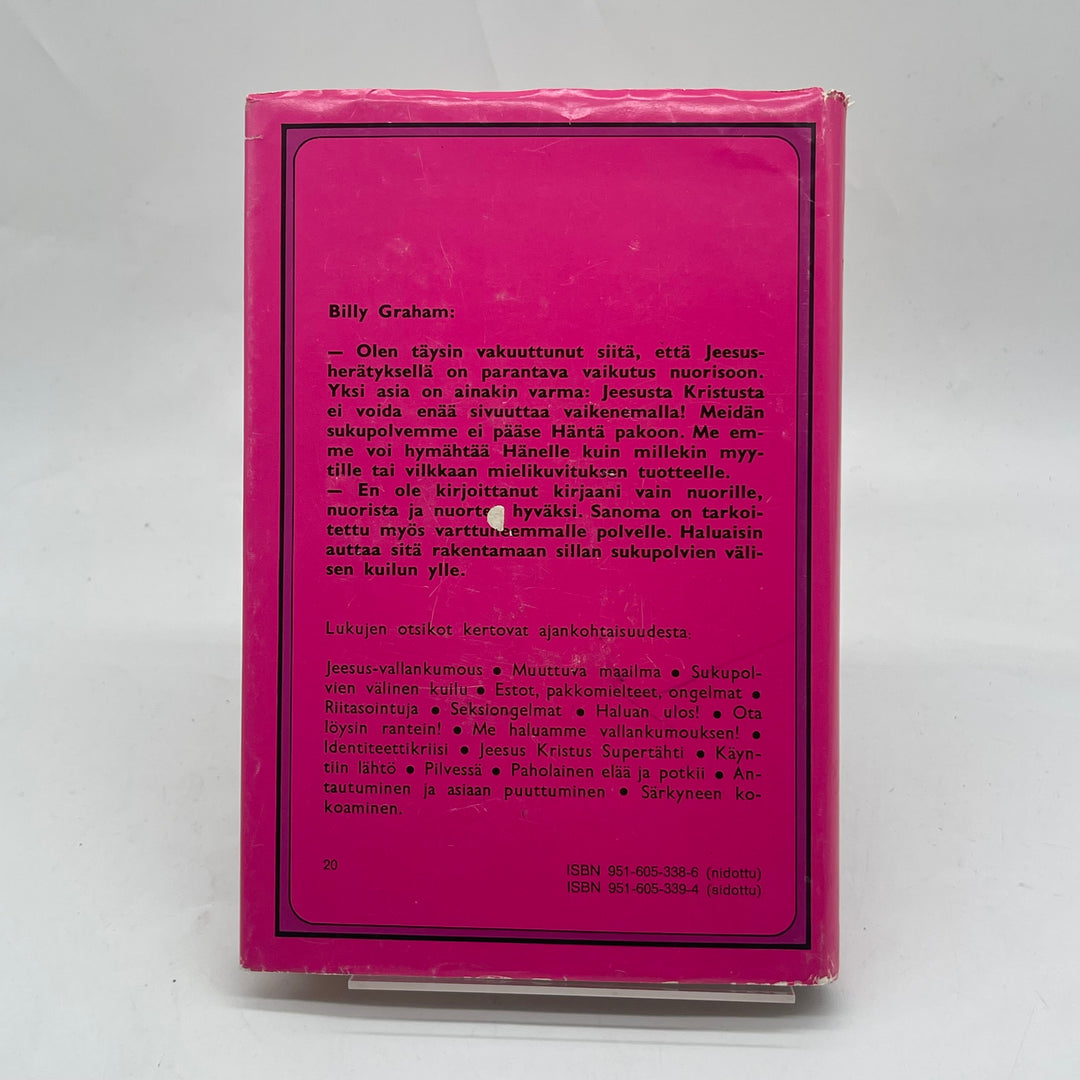 Billy Graham:
— Olen täysin vakuuttunut siitä, että Jeesus-
herätyksellä on parantava vaikutus nuorisoon.
Yksi asia on ainakin varma: Jeesusta Kristusta
ei voida enää sivuuttaa vaikenemalla! Meidän
sukupolvemme ei pääse Häntä pakoon. Me em-
me voi hymähtää Hänelle kuin millekin myy-
tille tai vilkkaan mielikuvituksen tuotteelle.
— En ole kirjoittanut kirjaani vain nuorille,
nuorista ja nuorten hyväksi. Sanoma on tarkoi-
tettu myös varttuneemmalle polvelle. Haluaisin
auttaa sitä rakentamaan sillan sukupolvien väli-
sen kuilun ylle.
Lukujen otsikot kertovat ajankohtaisuudesta:
Jeesus-vallankumous ● Muuttuva maailma ● Sukupol-
vien välinen kuilu ● Estot, pakkomielteet, ongelmat ●
Riitasointuja ● Seksiongelmat ● Haluan ulos! ● Ota
löysin rantein! ● Me haluamme vallankumouksen! ●
Identiteettikriisi ● Jeesus Kristus Supertähti ● Käyn-
tiin lähtö ● Pilvessä ● Paholainen elää ja potkii ● An-
tautuminen ja asiaan puuttuminen ● Särkyneen ko-
koaminen.
20
ISBN 951-605-338-6 (nidottu)
ISBN 951-605-339-4 (sidottu)